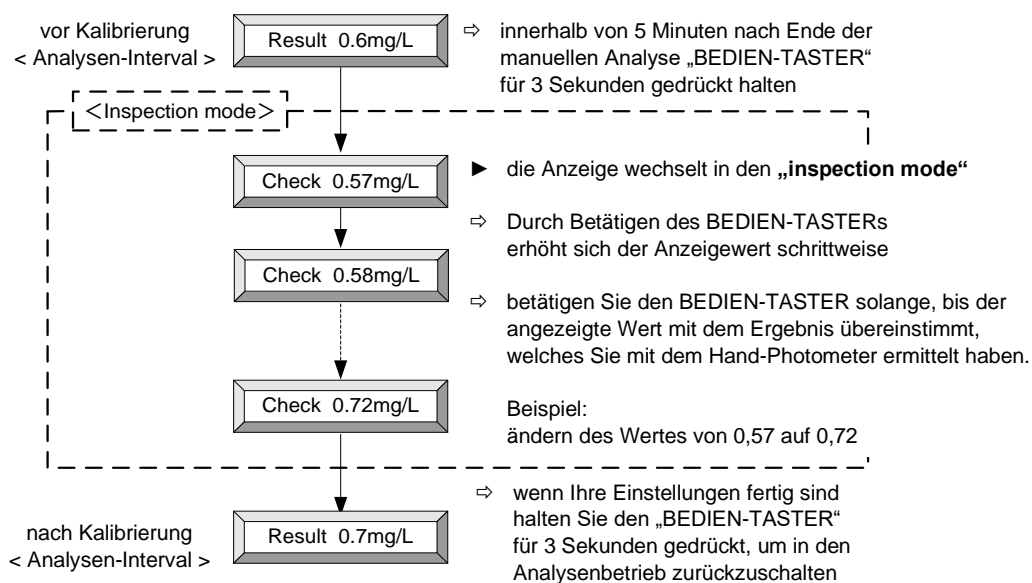 vor Kalibrierung
< Analysen-Interval >
Result 0.6mg/L
⇨ innerhalb von 5 Minuten nach Ende der
manuellen Analyse „BEDIEN-TASTER“
für 3 Sekunden gedrückt halten
<Inspection mode>
Check 0.57mg/L
► die Anzeige wechselt in den „inspection mode“
⇨ Durch Betätigen des BEDIEN-TASTERs
erhöht sich der Anzeigewert schrittweise
Check 0.58mg/L
⇨ betätigen Sie den BEDIEN-TASTER solange, bis der
angezeigte Wert mit dem Ergebnis übereinstimmt,
welches Sie mit dem Hand-Photometer ermittelt haben.
Check 0.72mg/L
Beispiel:
ändern des Wertes von 0,57 auf 0,72
nach Kalibrierung
< Analysen-Interval >
Result 0.7mg/L
⇨ wenn Ihre Einstellungen fertig sind
halten Sie den „BEDIEN-TASTER“
für 3 Sekunden gedrückt, um in den
Analysenbetrieb zurückzuschalten